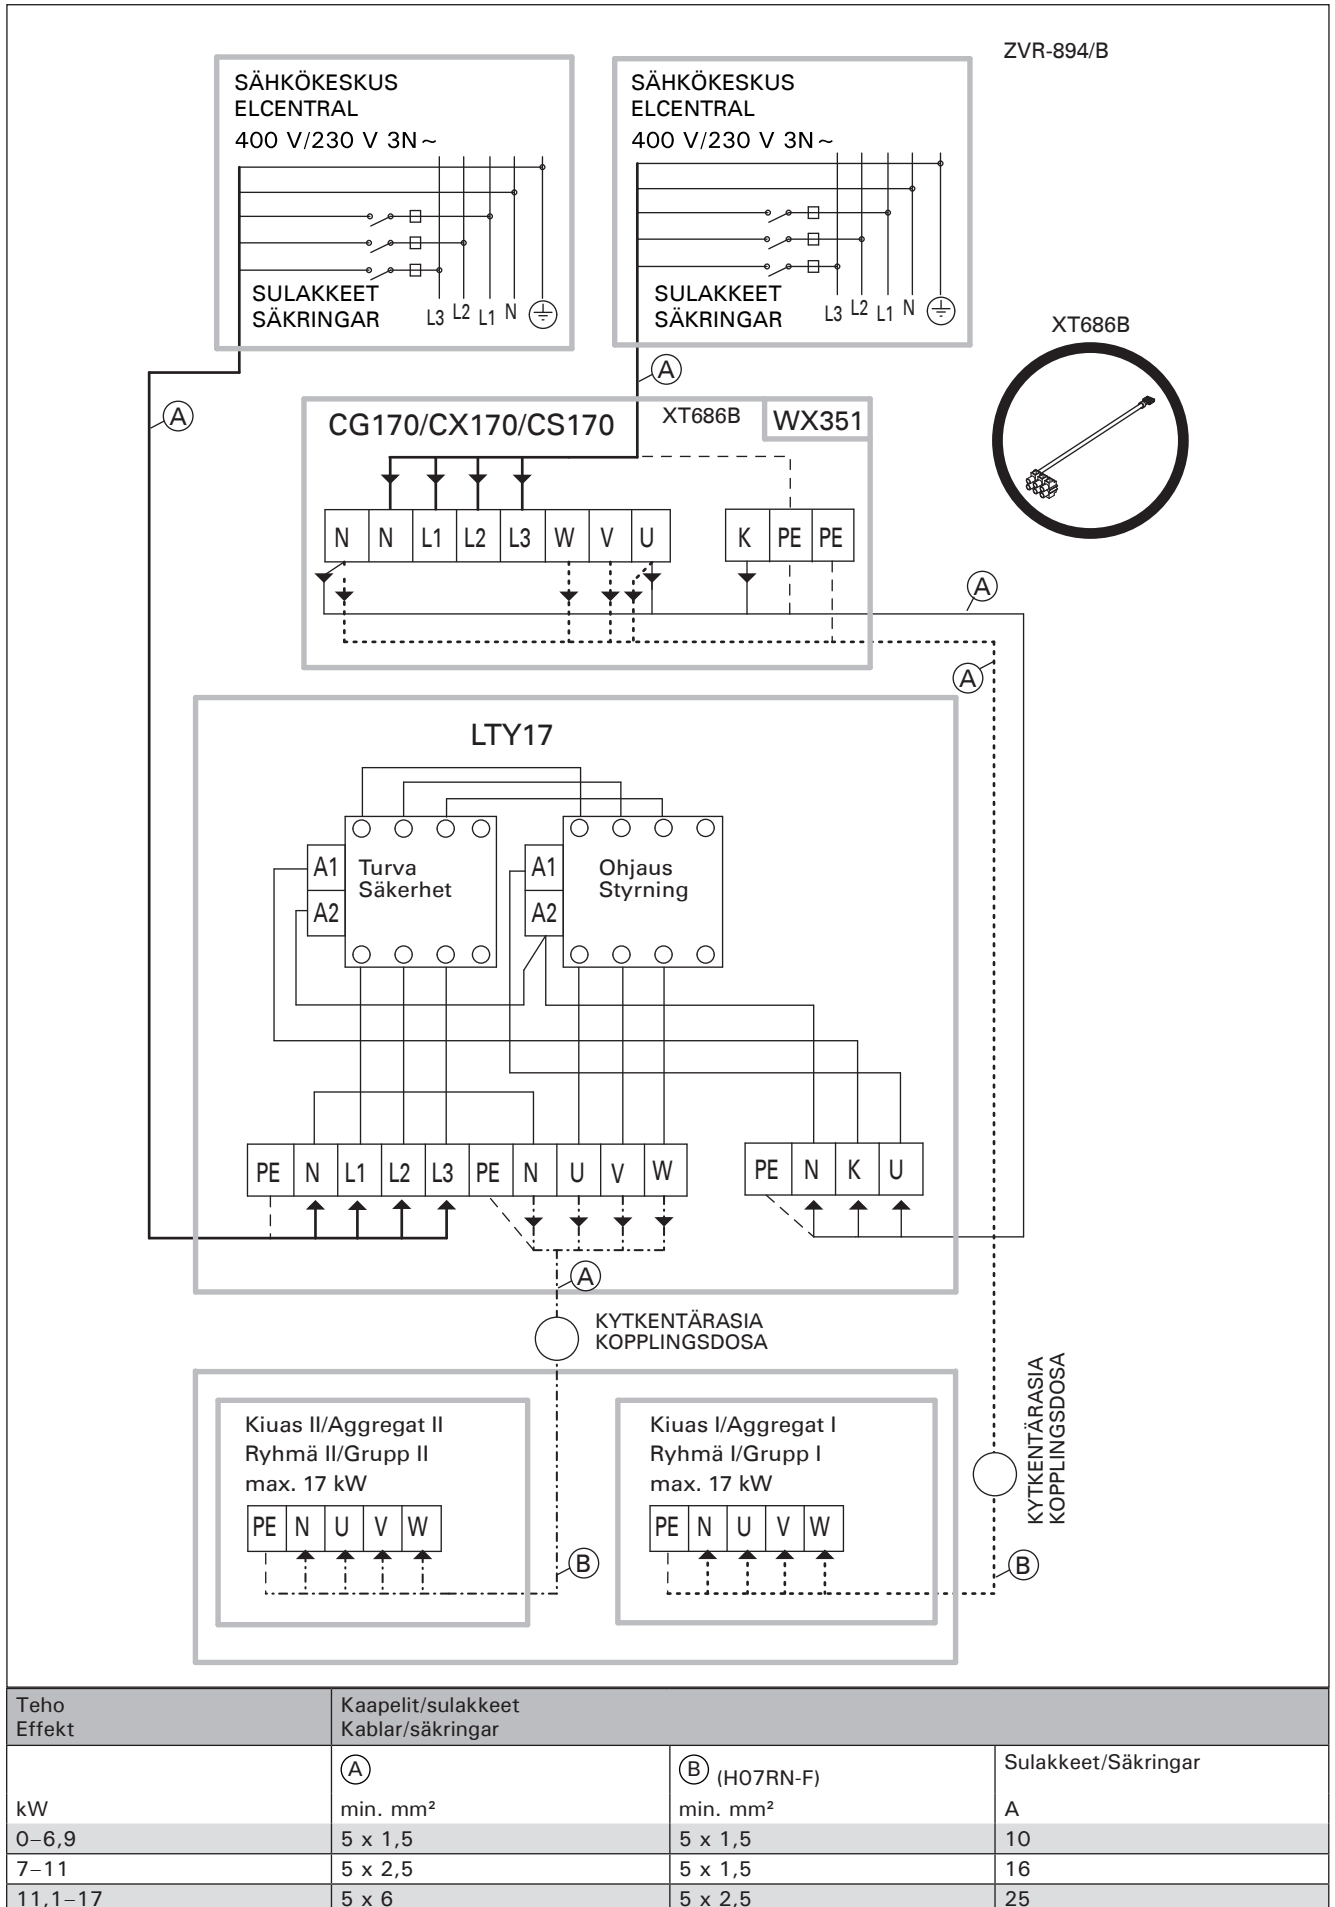 ZVR-894/B
SÄHKÖKESKUS
ELCENTRAL
400 V/230 V 3N~
SULAKKEET
SÄKRINGAR
L3 L2 L1 N
SÄHKÖKESKUS
ELCENTRAL
400 V/230 V 3N~
SULAKKEET
SÄKRINGAR
L3 L2 L1 N
XT686B
A
A
CG170/CX170/CS170
XT686B
WX351
N N L1 L2 L3 W V U
K PE PE
A
A
LTY17
A1
A2
Turva
Säkerhet
A1
A2
Ohjaus
Styrning
PE N L1 L2 L3 PE N U V W
PE N K U
A
KYTKENTÄRASIA
KOPPLINGSDOSA
KYTKENTÄRASIA
KOPPLINGSDOSA
Kiuas II/Aggregat II
Ryhmä II/Grupp II
max. 17 kW
PE N U V W
B
Kiuas I/Aggregat I
Ryhmä I/Grupp I
max. 17 kW
PE N U V W
B
Teho
Effekt
Kaapelit/sulakkeet
Kablar/säkringar
A
B (H07RN-F)
Sulakkeet/Säkringar
kW min. mm² min. mm² A
0–6,9 5 x 1,5 5 x 1,5 10
7–11 5 x 2,5 5 x 1,5 16
11,1–17 5 x 6 5 x 2,5 25